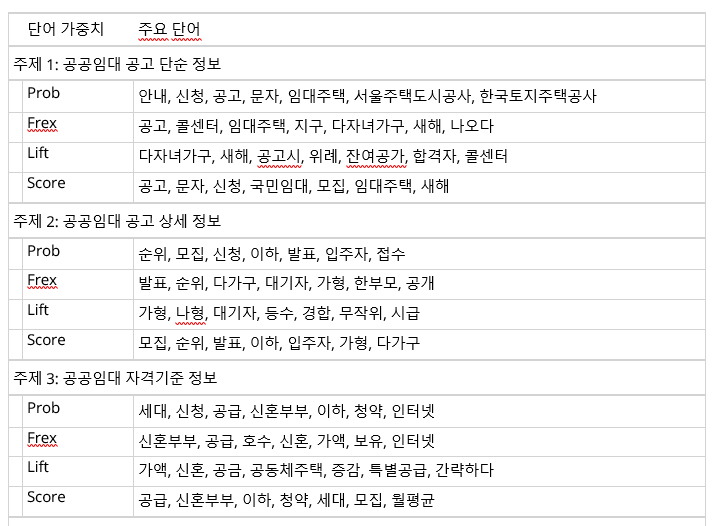 단어 가중치 주요 단어
주제 1: 공공임대 공고 단순 정보
Prob 안내, 신청, 공고, 문자, 임대주택, 서울주택도시공사, 한국토지주택공사
Frex 공고, 콜센터, 임대주택, 지구, 다자녀가구, 새해, 나오다
Lift 다자녀가구, 새해, 공고시, 위례, 잔여공가, 합격자, 콜센터
Score 공고, 문자, 신청, 국민임대, 모집, 임대주택, 새해
주제 2: 공공임대 공고 상세 정보
Prob 순위, 모집, 신청, 이하, 발표, 입주자, 접수
Frex 발표, 순위, 다가구, 대기자, 가형, 한부모, 공개
Lift 가형, 나형, 대기자, 등수, 경합, 무작위, 시급
Score 모집, 순위, 발표, 이하, 입주자, 가형, 다가구
주제 3: 공공임대 자격기준 정보
Prob 세대, 신청, 공급, 신혼부부, 이하, 청약, 인터넷
Frex 신혼부부, 공급, 호수, 신혼, 가액, 보유, 인터넷
Lift 가액, 신혼, 공금, 공동체주택, 증감, 특별공급, 간략하다
Score 공급, 신혼부부, 이하, 청약, 세대, 모집, 월평균